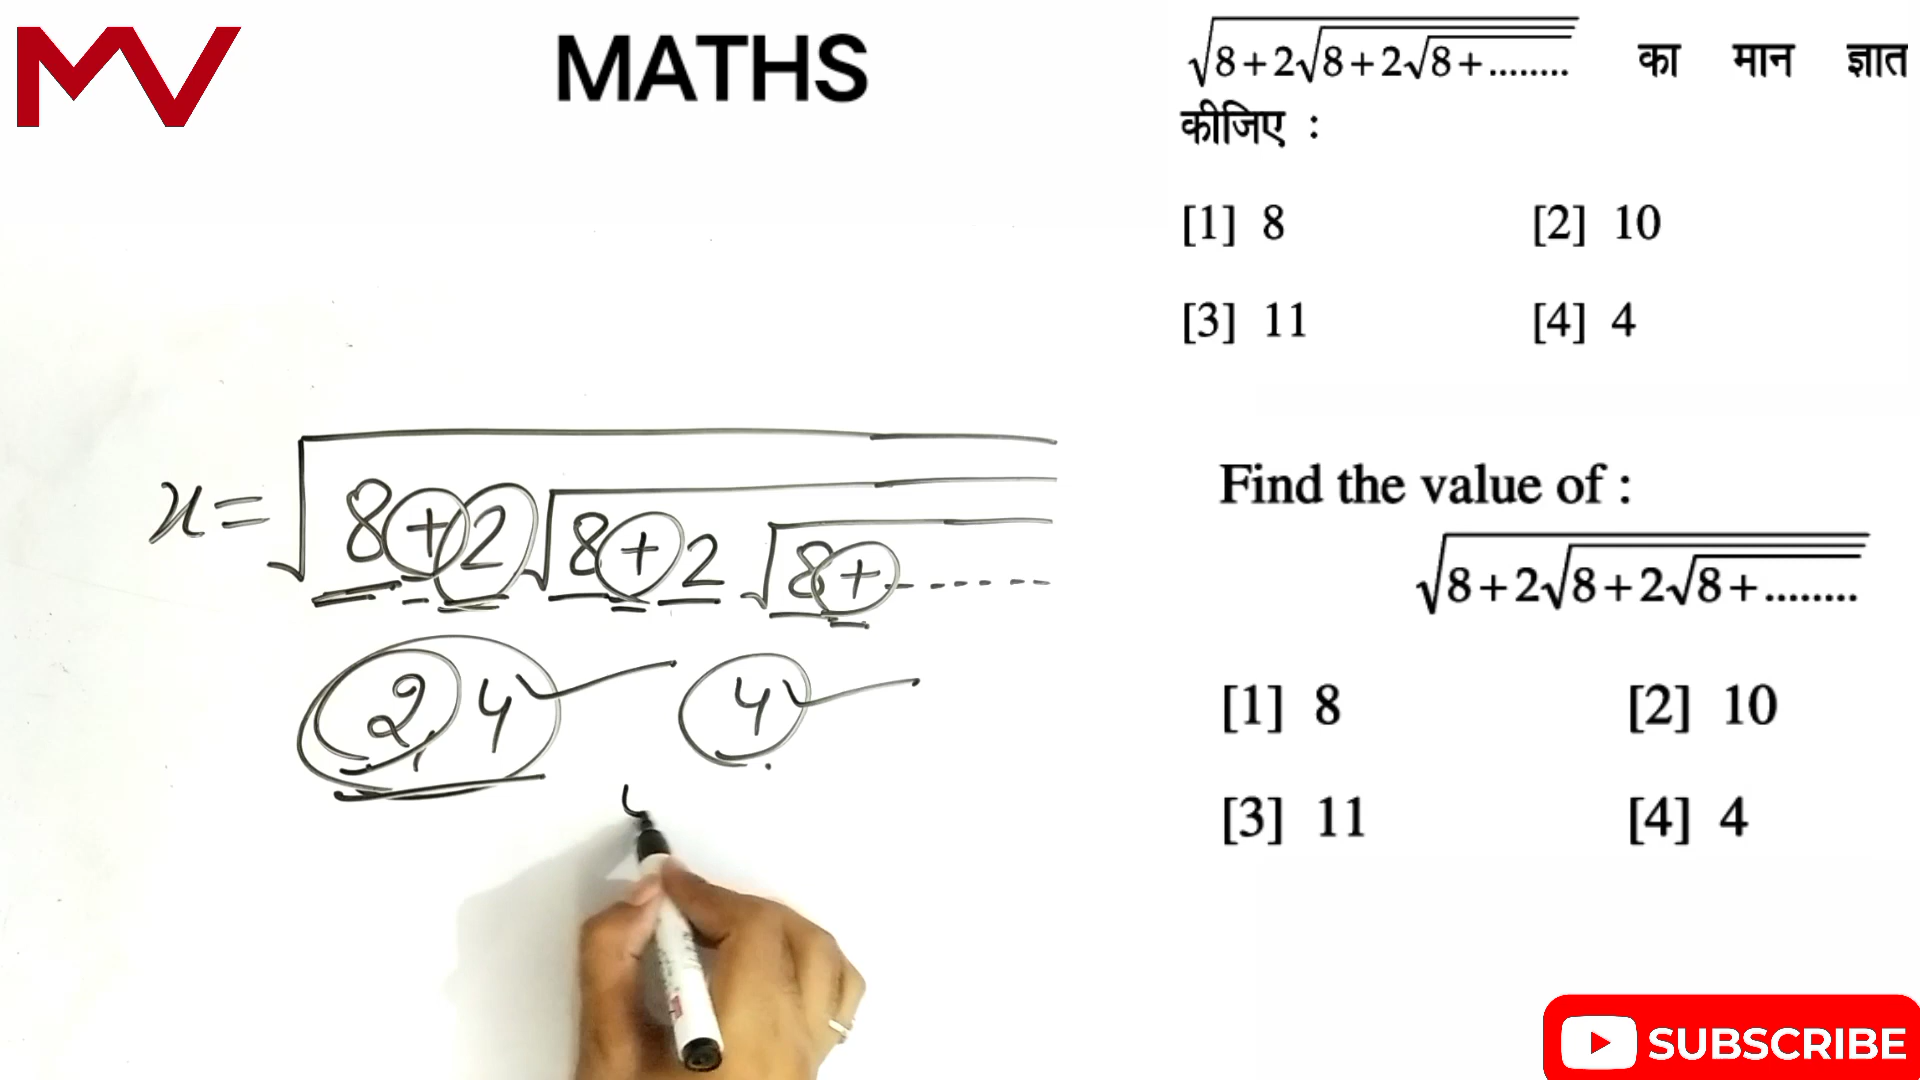 MV
MATHS
√8+2√8+2√8+........ का मान ज्ञात
कीजिए :
[1] 8 [2] 10
[3] 11 [4] 4
x=√8+2√8+2√8+-------
2, 4 4
Find the value of :
√8+2√8+2√8+........
[1] 8 [2] 10
[3] 11 [4] 4
SUBSCRIBE